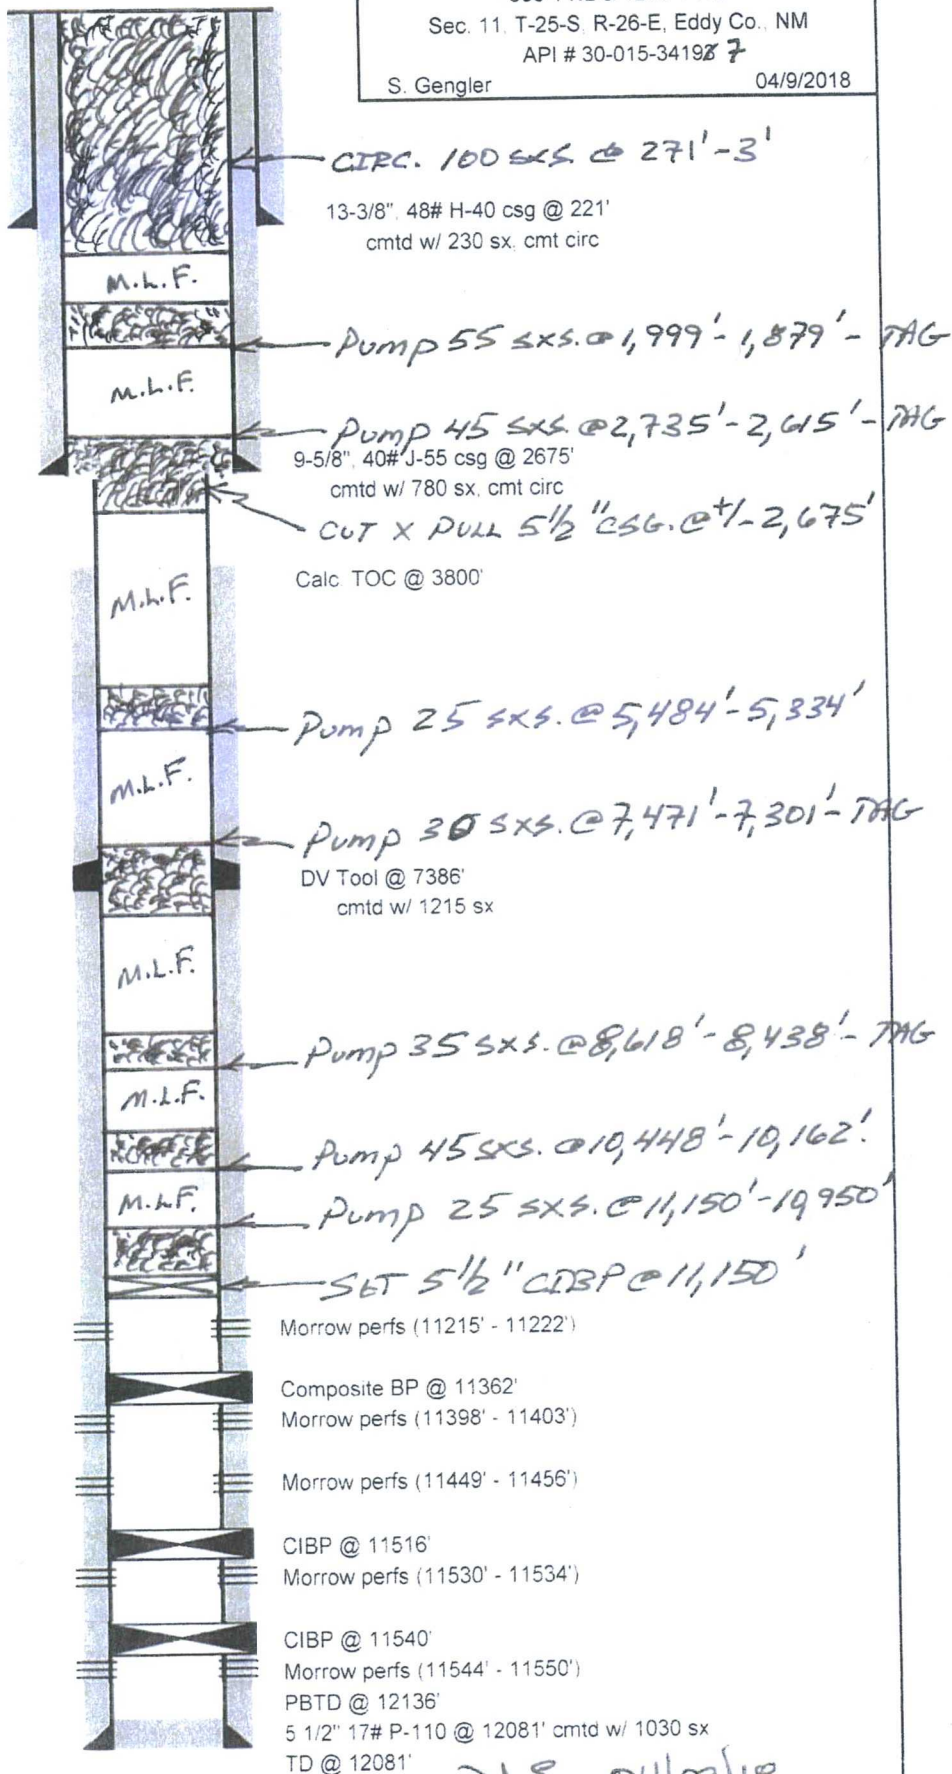 Sec. 11, T-25-S, R-26-E, Eddy Co., NM
API # 30-015-34198 7
S. Gengler 04/9/2018
CIRC. 100 SXS. @ 271'-3'
13-3/8", 48# H-40 csg @ 221'
cmtd w/ 230 sx, cmt circ
M.L.F.
Pump 55 SXS. @ 1,999'-1,879' - TAG
M.L.F.
Pump 45 SXS. @ 2,735'-2,615' - TAG
9-5/8", 40# J-55 csg @ 2675'
cmtd w/ 780 sx, cmt circ
CUT X PULL 5 1/2" CSG. @ +/- 2,675'
Calc. TOC @ 3800'
M.L.F.
Pump 25 SXS. @ 5,484'-5,334'
M.L.F.
Pump 30 SXS. @ 7,471'-7,301' - TAG
DV Tool @ 7386'
cmtd w/ 1215 sx
M.L.F.
Pump 35 SXS. @ 8,618'-8,438' - TAG
M.L.F.
Pump 45 SXS. @ 10,448'-10,162'.
M.L.F.
Pump 25 SXS. @ 11,150'-10,950'
SET 5 1/2" CIBP @ 11,150'
Morrow perfs (11215' - 11222')
Composite BP @ 11362'
Morrow perfs (11398' - 11403')
Morrow perfs (11449' - 11456')
CIBP @ 11516'
Morrow perfs (11530' - 11534')
CIBP @ 11540'
Morrow perfs (11544' - 11550')
PBTD @ 12136'
5 1/2" 17# P-110 @ 12081' cmtd w/ 1030 sx
TD @ 12081'